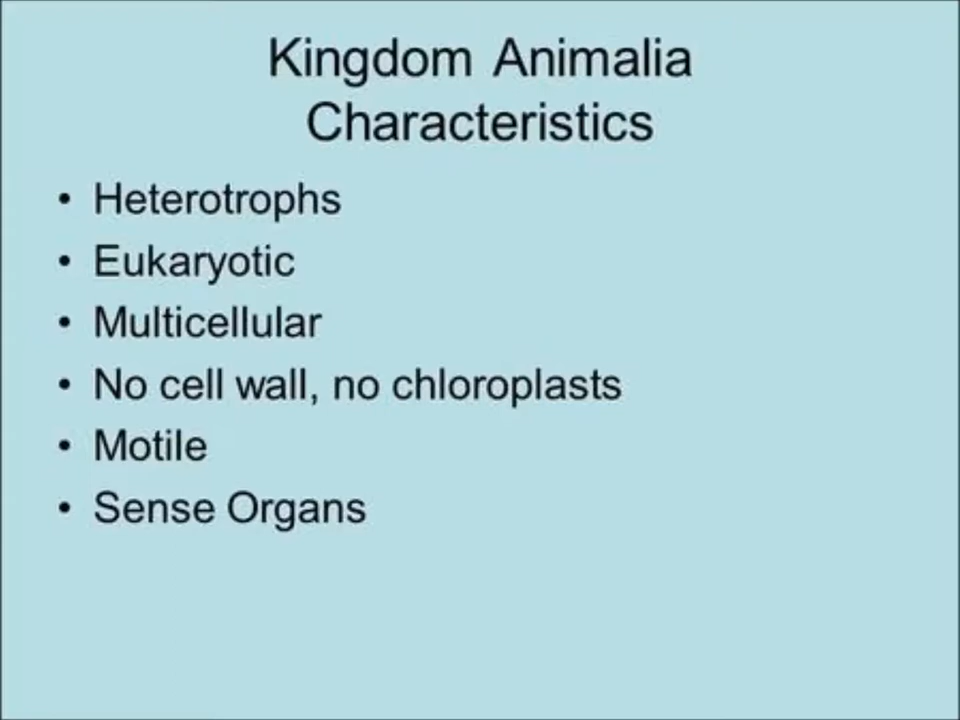 Kingdom Animalia
Characteristics
• Heterotrophs
• Eukaryotic
• Multicellular
• No cell wall, no chloroplasts
• Motile
• Sense Organs